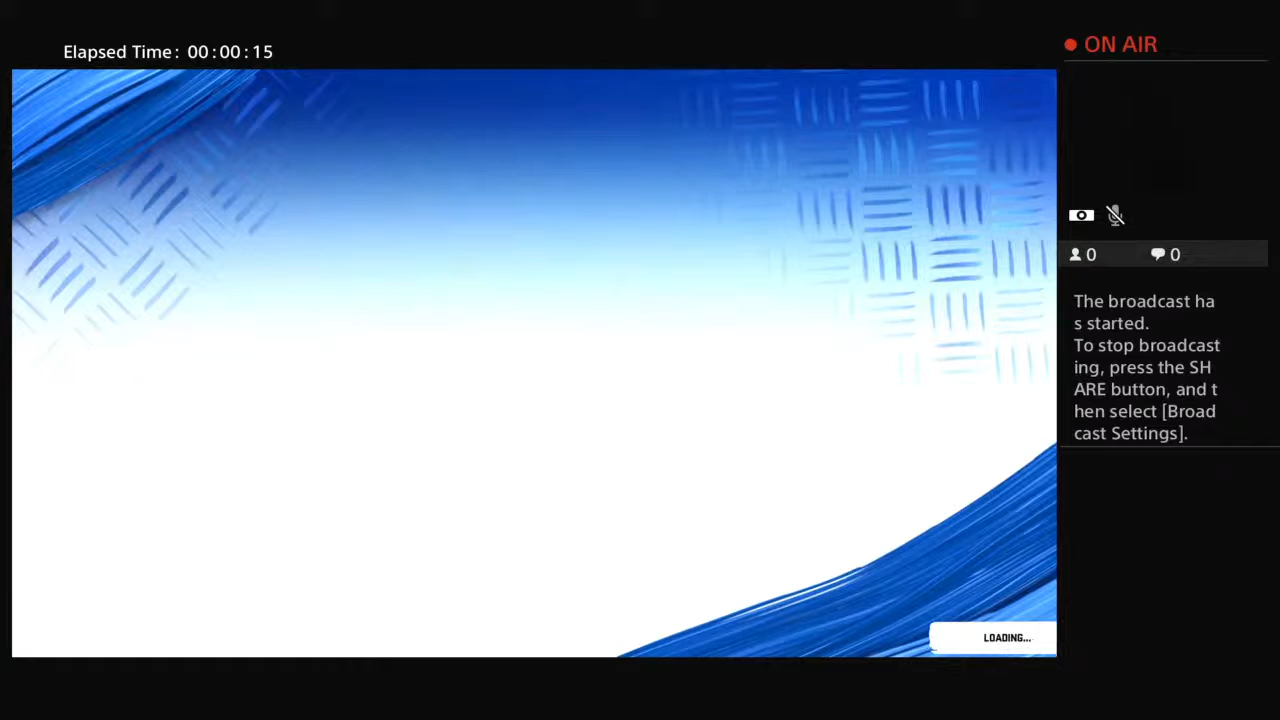 Elapsed Time: 00:00:15
ON AIR
0 0
The broadcast ha
s started.
To stop broadcast
ing, press the SH
ARE button, and t
hen select [Broad
cast Settings].
LOADING...